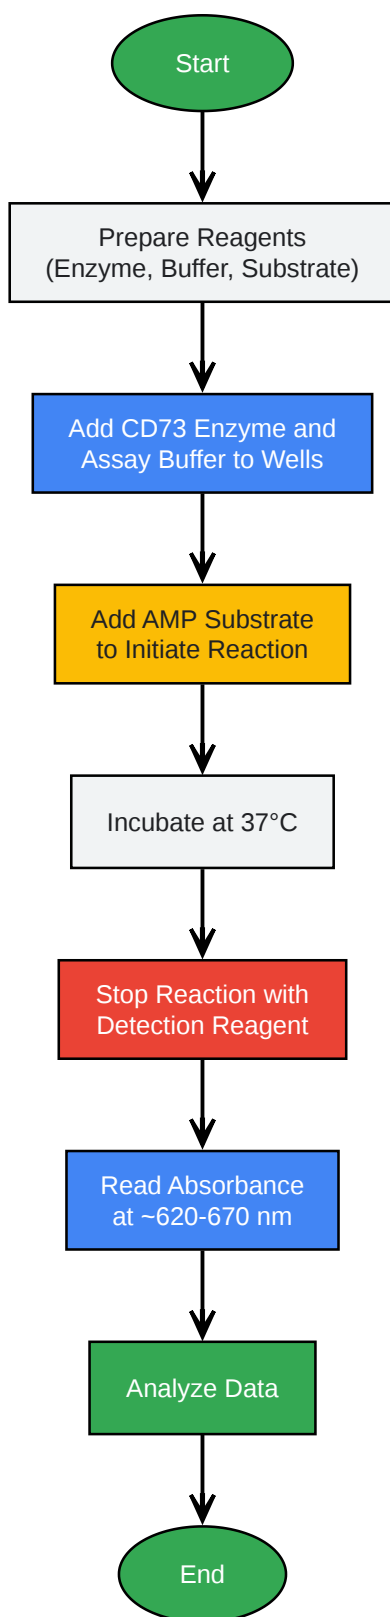 Start
Prepare Reagents
(Enzyme, Buffer, Substrate)
Add CD73 Enzyme and
Assay Buffer to Wells
Add AMP Substrate
to Initiate Reaction
Incubate at 37°C
Stop Reaction with
Detection Reagent
Read Absorbance
at ~620-670 nm
Analyze Data
End